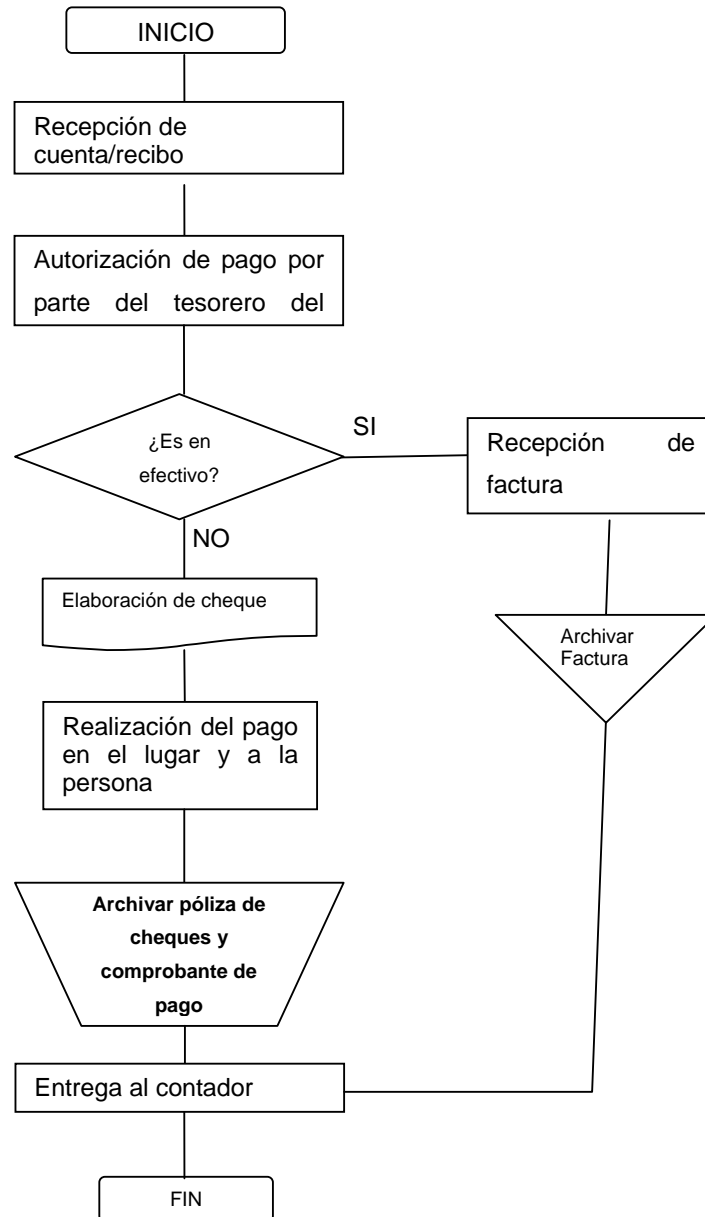 INICIO
Recepción de
cuenta/recibo
Autorización de pago por
parte del tesorero del
¿Es en
efectivo?
SI
Recepción de
factura
NO
Elaboración de cheque
Archivar
Factura
Realización del pago
en el lugar y a la
persona
Archivar póliza de
cheques y
comprobante de
pago
Entrega al contador
FIN